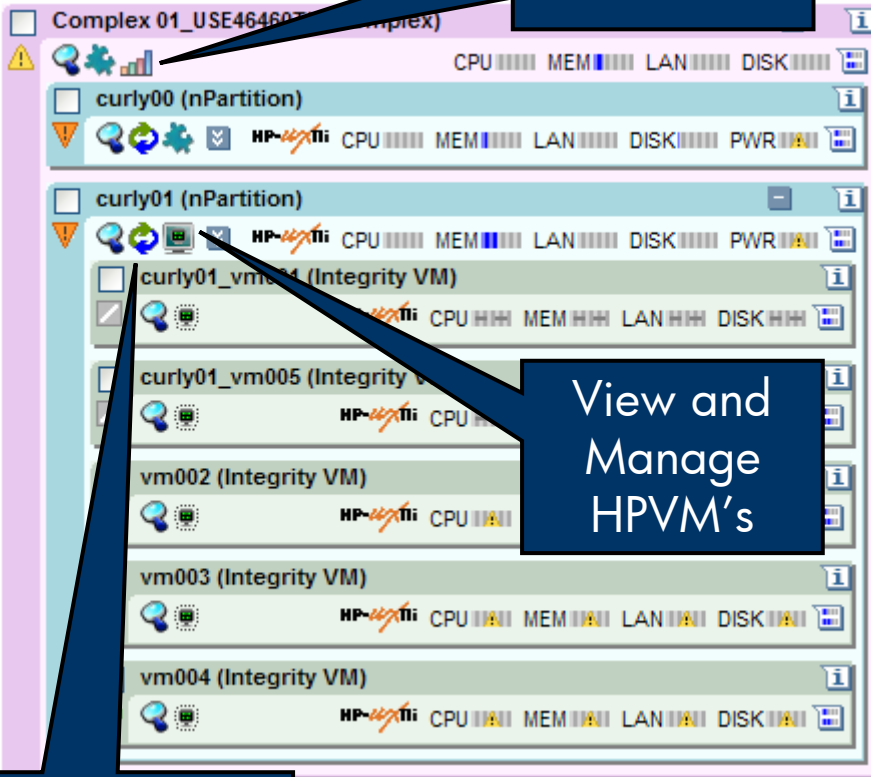 Complex 01_USE46460
CPU MEM LAN DISK
curly00 (nPartition)
HP-UX 11i CPU MEM LAN DISK PWR
curly01 (nPartition)
HP-UX 11i CPU MEM LAN DISK PWR
curly01_vm001 (Integrity VM)
11i CPU MEM LAN DISK
curly01_vm005 (Integrity
HP-UX 11i CPU
View and
Manage
HPVM's
vm002 (Integrity VM)
HP-UX 11i CPU
vm003 (Integrity VM)
HP-UX 11i CPU MEM LAN DISK
vm004 (Integrity VM)
HP-UX 11i CPU MEM LAN DISK